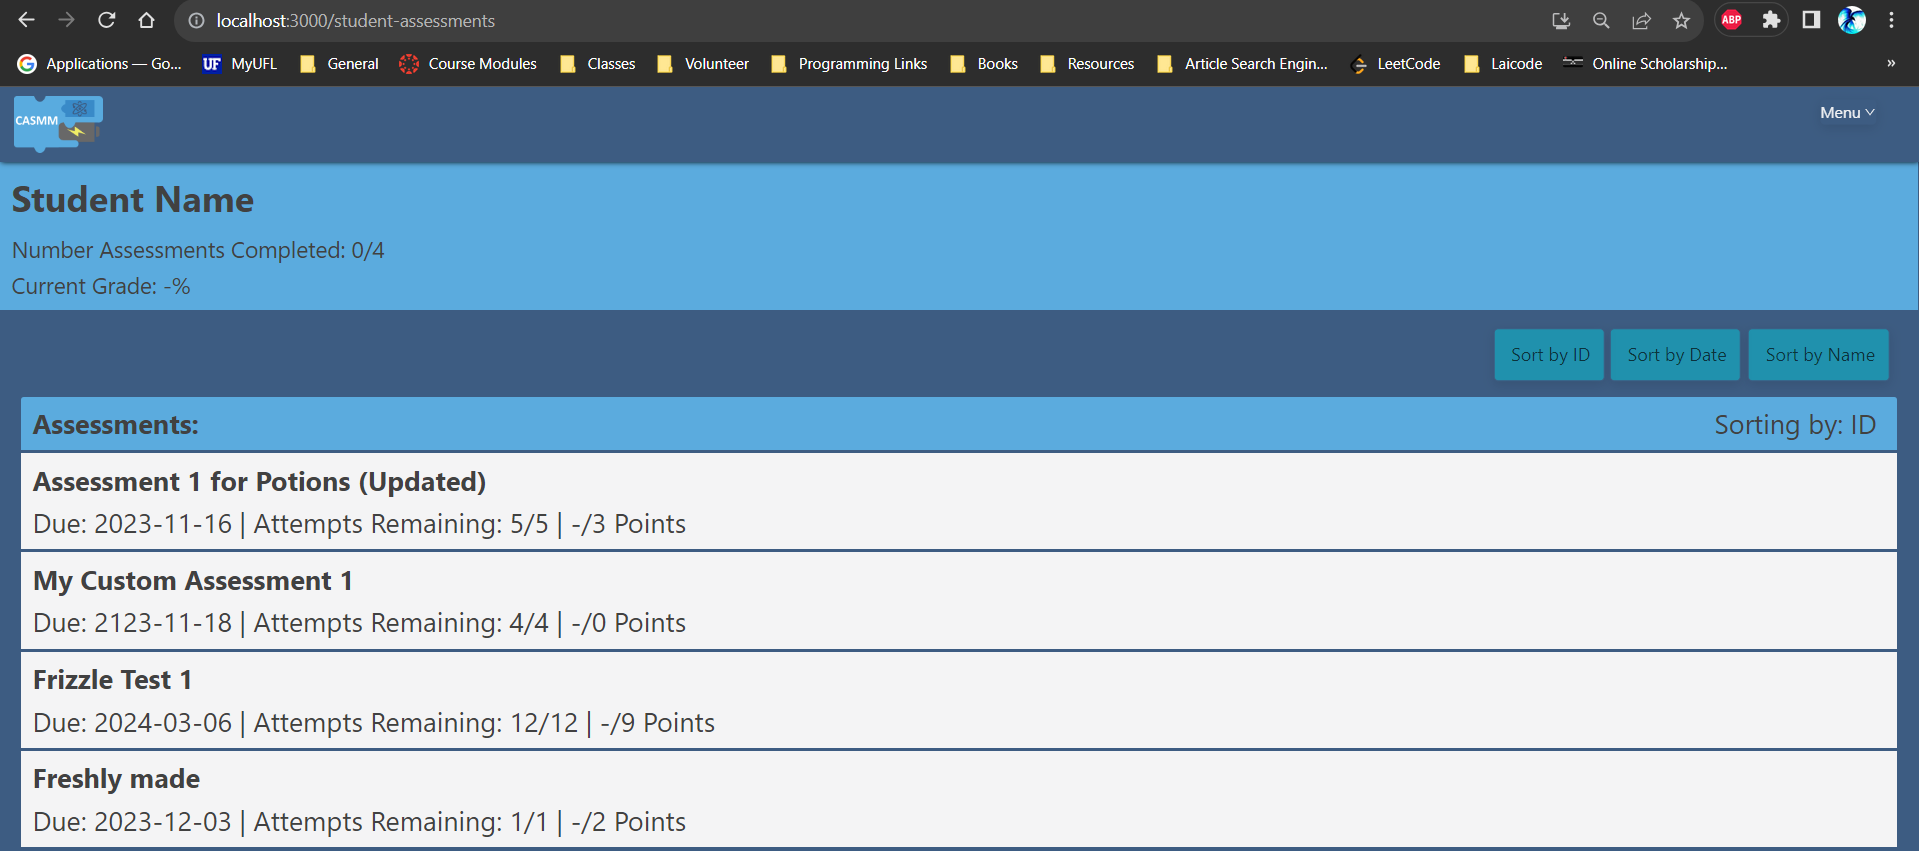 localhost:3000/student-assessments
ABP
Applications — Go... UF MyUFL General Course Modules Classes Volunteer Programming Links Books Resources Article Search Engin... LeetCode Laicode Online Scholarship... »
CASMM
Menu
Student Name
Number Assessments Completed: 0/4
Current Grade: -%
Sort by ID Sort by Date Sort by Name
Assessments: Sorting by: ID
Assessment 1 for Potions (Updated)
Due: 2023-11-16 | Attempts Remaining: 5/5 | -/3 Points
My Custom Assessment 1
Due: 2123-11-18 | Attempts Remaining: 4/4 | -/0 Points
Frizzle Test 1
Due: 2024-03-06 | Attempts Remaining: 12/12 | -/9 Points
Freshly made
Due: 2023-12-03 | Attempts Remaining: 1/1 | -/2 Points